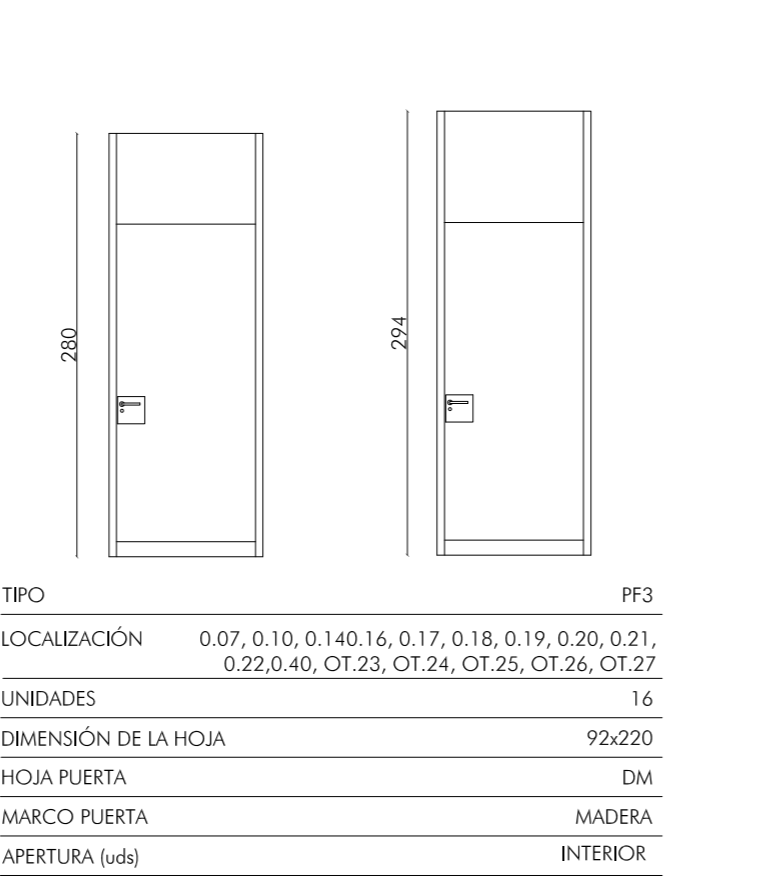 280
294
TIPO PF3
LOCALIZACIÓN 0.07, 0.10, 0.140.16, 0.17, 0.18, 0.19, 0.20, 0.21,
0.22,0.40, OT.23, OT.24, OT.25, OT.26, OT.27
UNIDADES 16
DIMENSIÓN DE LA HOJA 92x220
HOJA PUERTA DM
MARCO PUERTA MADERA
APERTURA (uds) INTERIOR